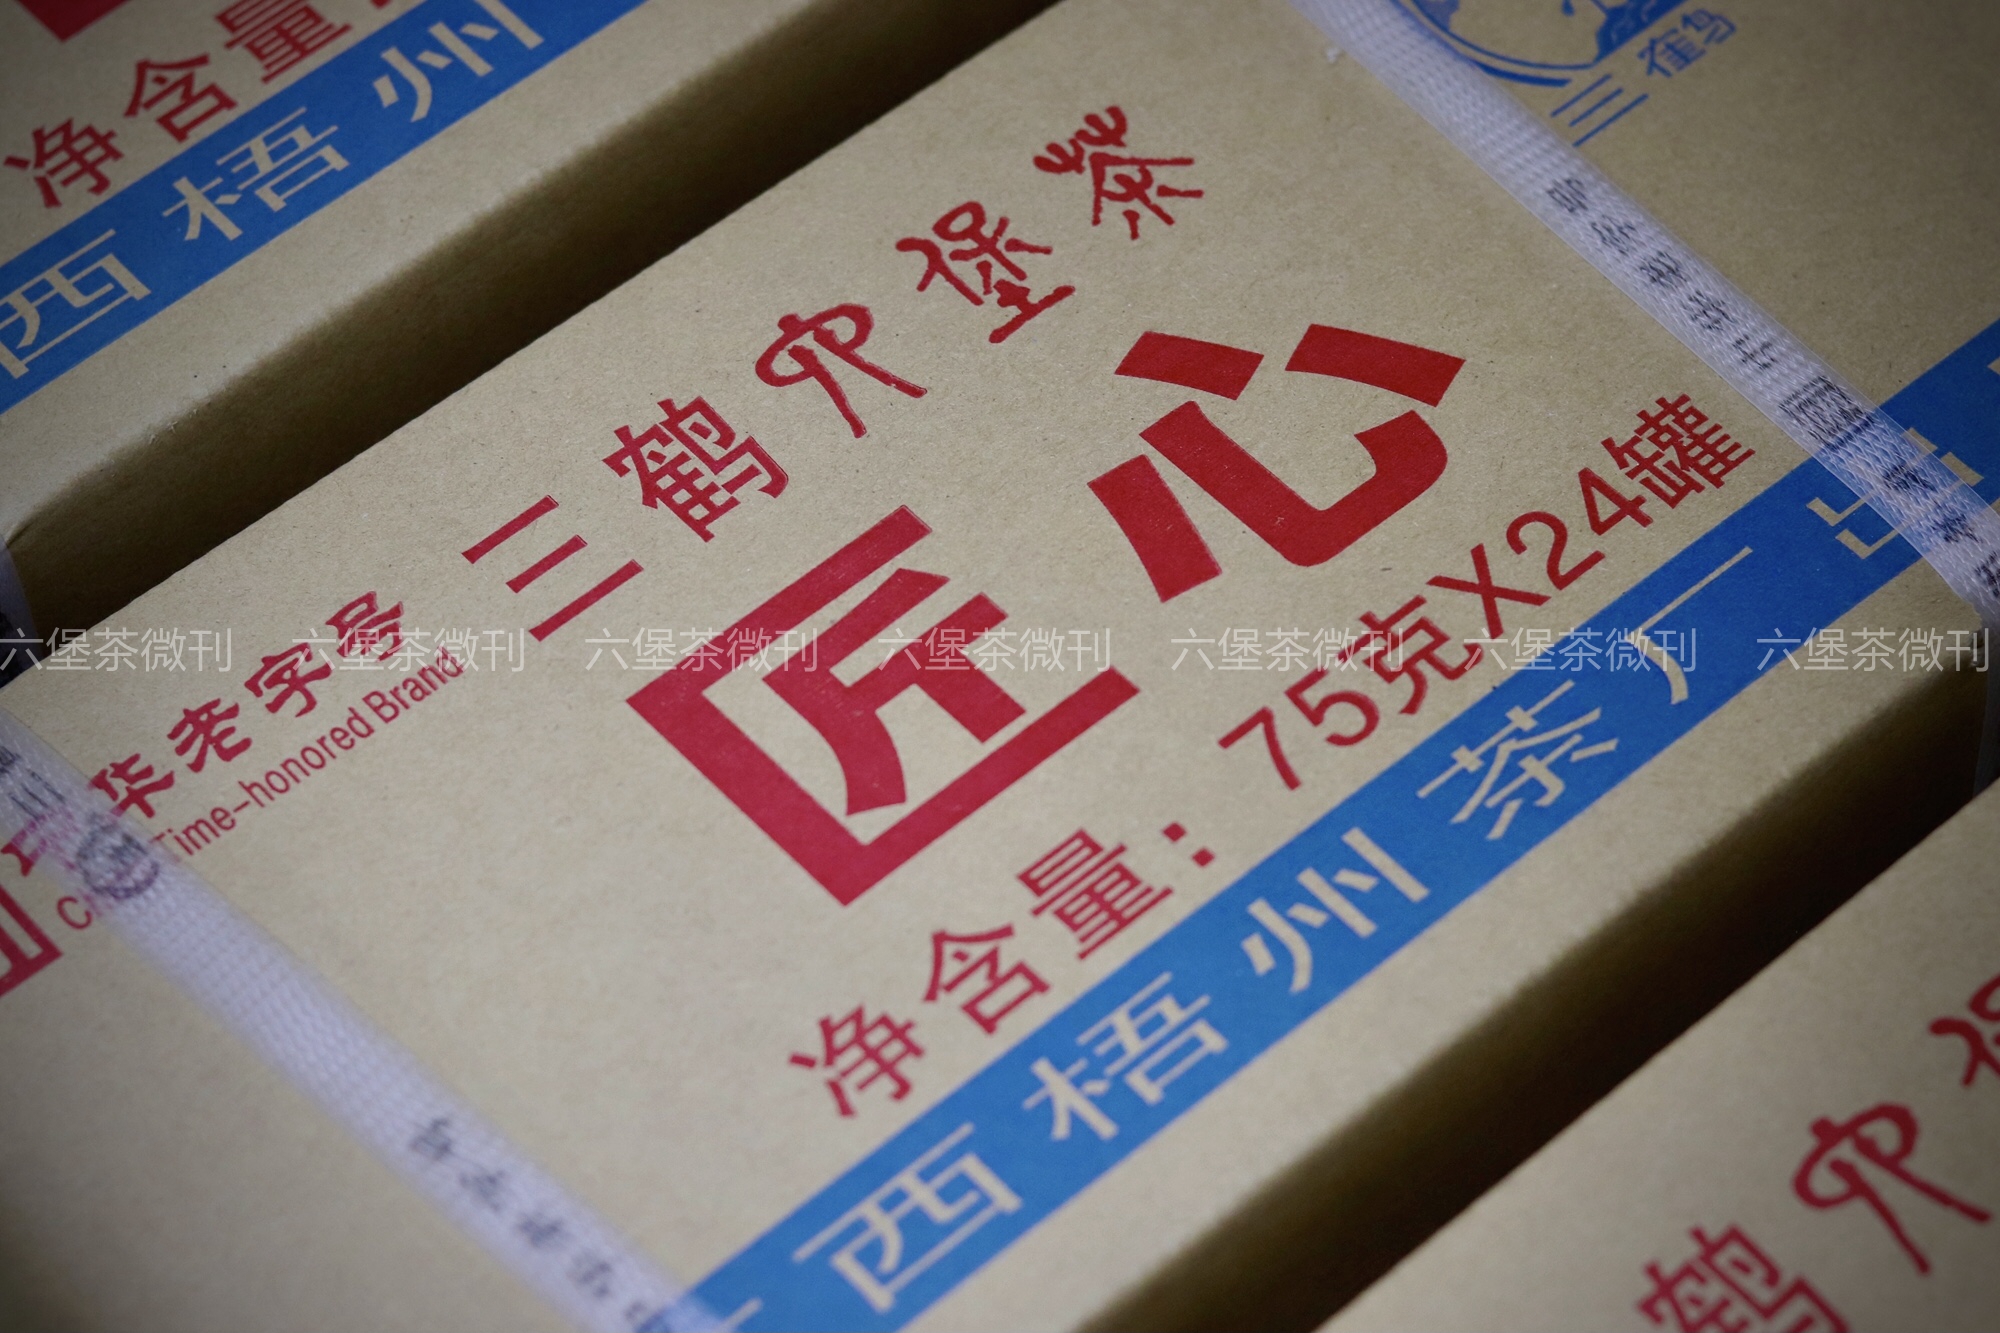 净含量:
西梧州
三鹤
中华老字号
Time-honored Brand
三鹤六堡茶
匠心
净含量：75克X24罐
西梧州茶厂出
六堡茶微刊 六堡茶微刊 六堡茶微刊 六堡茶微刊 六堡茶微刊 六堡茶微刊 六堡茶微刊
鹤六堡